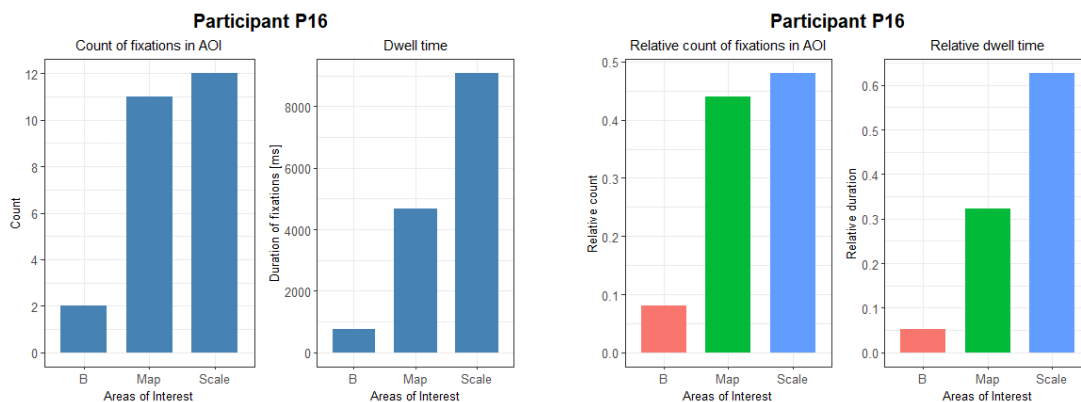 Participant P16
Count of fixations in AOI
Count
12
10
8
6
4
2
0
B Map Scale
Areas of Interest
Dwell time
Duration of fixations [ms]
8000
6000
4000
2000
0
B Map Scale
Areas of Interest
Participant P16
Relative count of fixations in AOI
Relative count
0.5
0.4
0.3
0.2
0.1
0.0
B Map Scale
Areas of Interest
Relative dwell time
Relative duration
0.6
0.5
0.4
0.3
0.2
0.1
0.0
B Map Scale
Areas of Interest